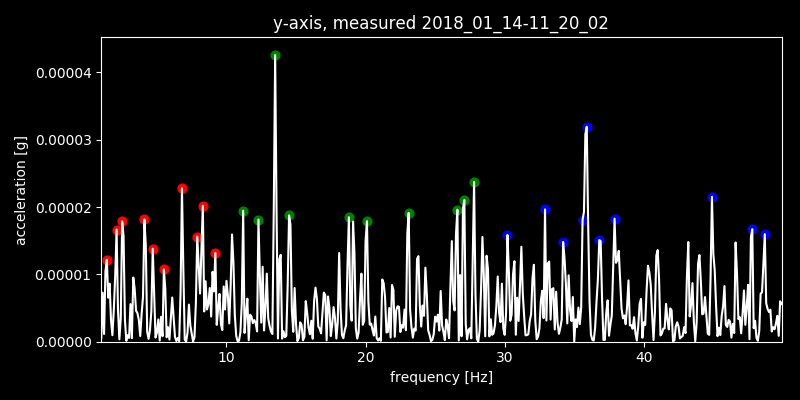 y-axis, measured 2018_01_14-11_20_02
0.00004
0.00003
0.00002
0.00001
0.00000
acceleration [g]
10 20 30 40
frequency [Hz]